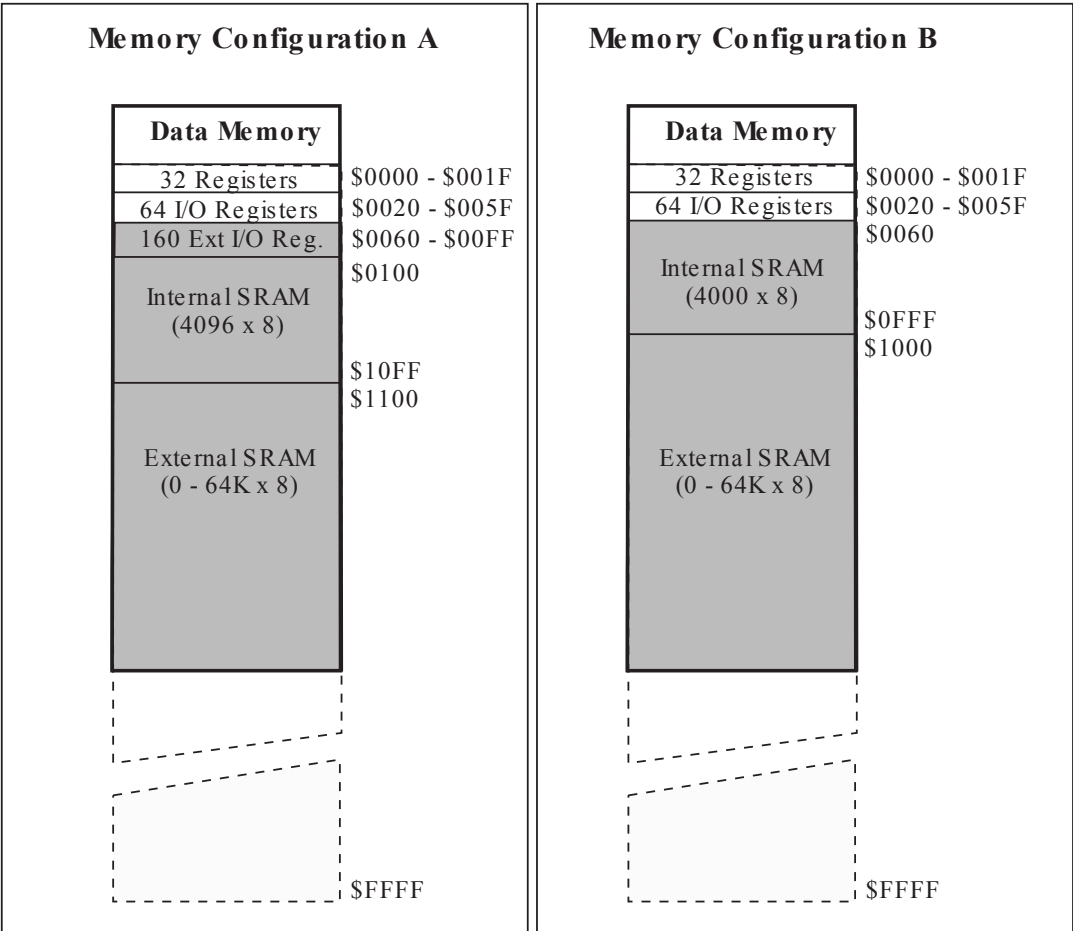 Memory Configuration A
Data Memory
32 Registers
$0000 - $001F
64 I/O Registers
$0020 - $005F
160 Ext I/O Reg.
$0060 - $00FF
$0100
Internal SRAM
(4096 x 8)
$10FF
$1100
External SRAM
(0 - 64K x 8)
$FFFF
Memory Configuration B
Data Memory
32 Registers
$0000 - $001F
64 I/O Registers
$0020 - $005F
$0060
Internal SRAM
(4000 x 8)
$0FFF
$1000
External SRAM
(0 - 64K x 8)
$FFFF